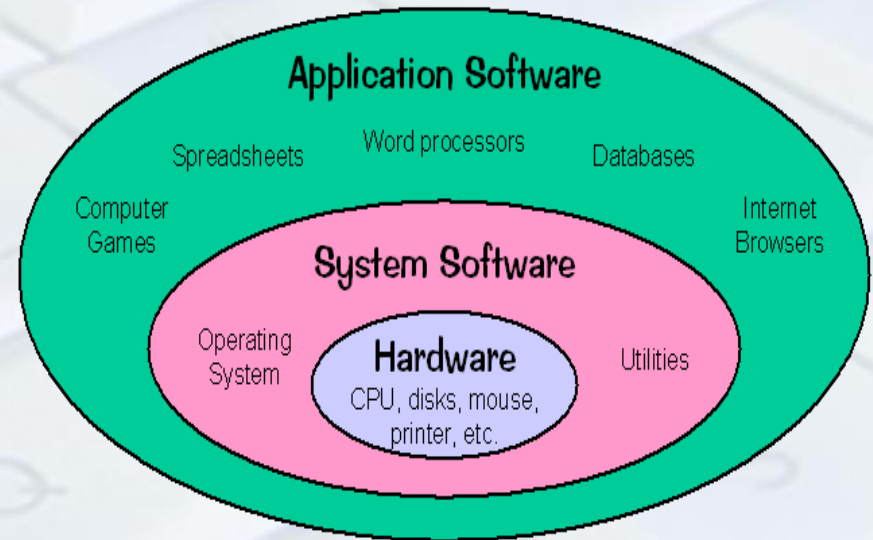 Application Software
Word processors
Spreadsheets
Databases
Computer
Games
Internet
Browsers
System Software
Operating
System
Utilities
Hardware
CPU, disks, mouse,
printer, etc.